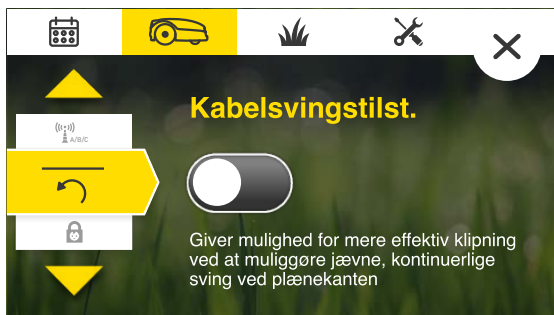 A/B/C
Kabelsvingstilst.
Giver mulighed for mere effektiv klipning
ved at muliggøre jævne, kontinuerlige
sving ved plænekanten